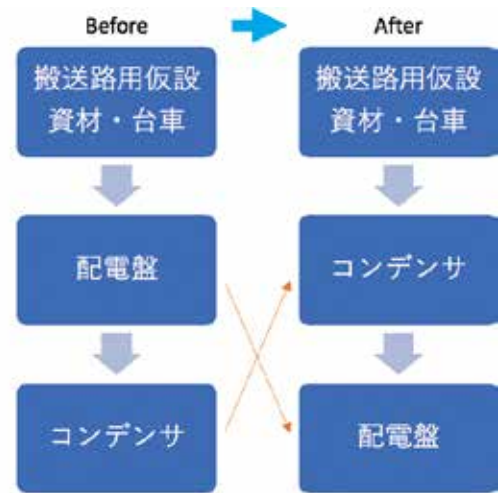 Before
After
搬送路用仮設
資材・台車
搬送路用仮設
資材・台車
配電盤
コンデンサ
コンデンサ
配電盤